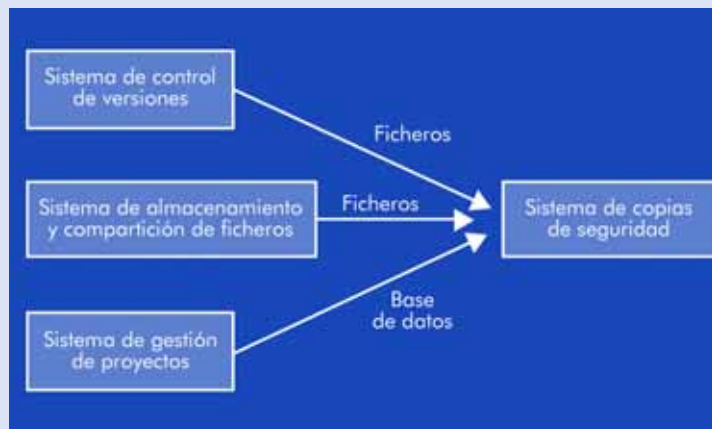 Sistema de control
de versiones
Ficheros
Sistema de almacenamiento
y compartición de ficheros
Ficheros
Sistema de copias
de seguridad
Base
de datos
Sistema de gestión
de proyectos